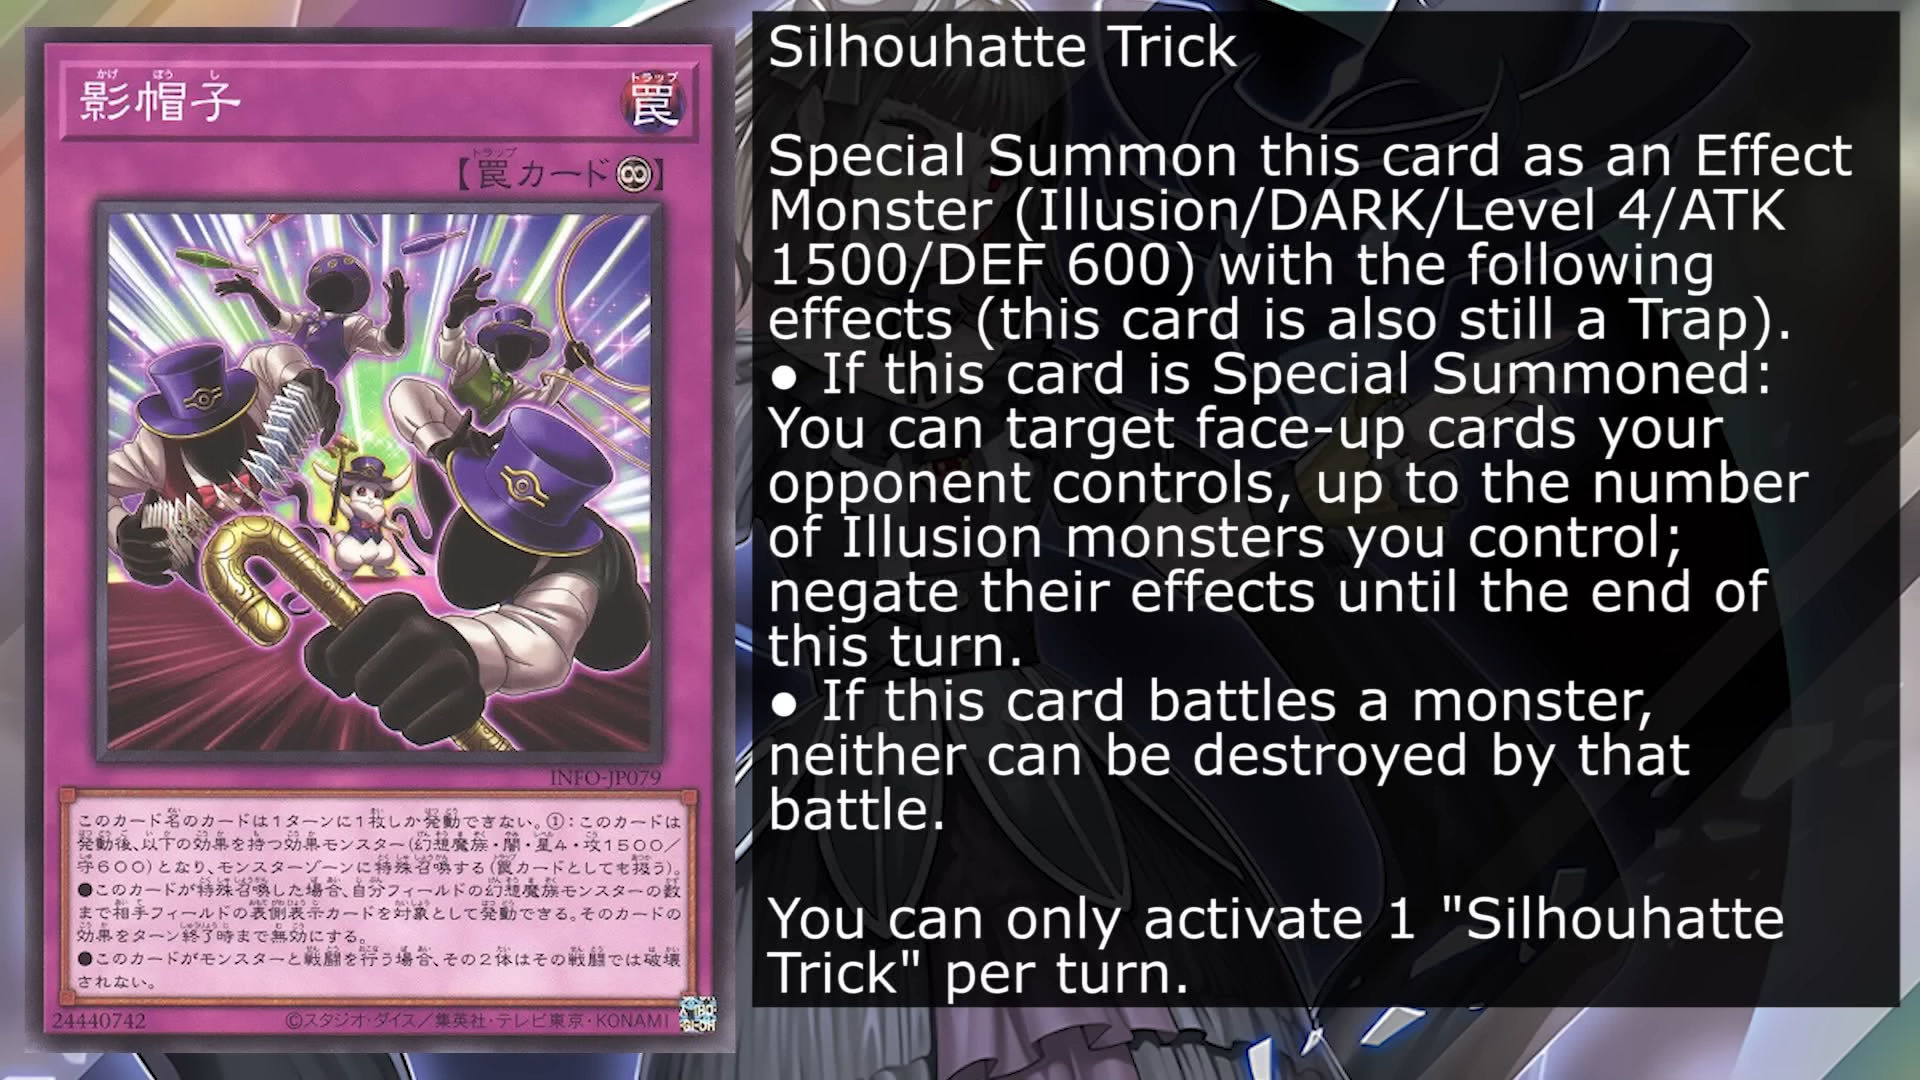 影帽子
罠
【罠カード】
INFO-JP079
このカード名のカードは1ターンに1枚しか発動できない。①:このカードは
発動後、以下の効果を持つ効果モンスター(幻想魔族・闇・星4・攻1500/
守600)となり、モンスターゾーンに特殊召喚する(罠カードとしても扱う)。
●このカードが特殊召喚した場合、自分フィールドの幻想魔族モンスターの数
まで相手フィールドの表側表示カードを対象として発動できる。そのカードの
効果をターン終了時まで無効にする。
●このカードがモンスターと戦闘を行う場合、その2体はその戦闘では破壊
されない。
24440742
©スタジオ・ダイス/集英社・テレビ東京・KONAMI
Silhouhatte Trick
Special Summon this card as an Effect
Monster (Illusion/DARK/Level 4/ATK
1500/DEF 600) with the following
effects (this card is also still a Trap).
● If this card is Special Summoned:
You can target face-up cards your
opponent controls, up to the number
of Illusion monsters you control;
negate their effects until the end of
this turn.
● If this card battles a monster,
neither can be destroyed by that
battle.
You can only activate 1 "Silhouhatte
Trick" per turn.